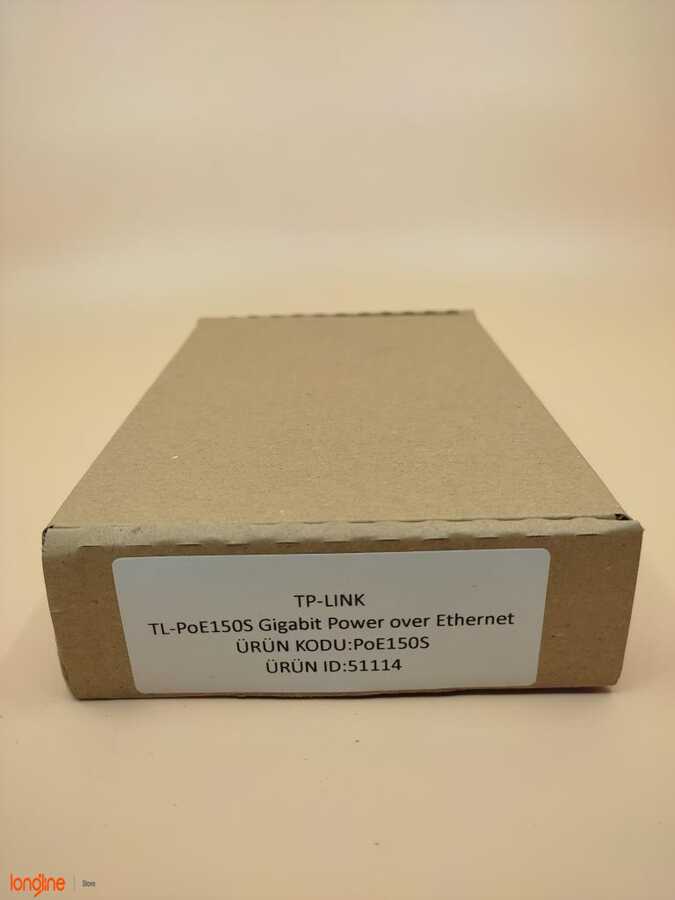 TP-LINK
TL-PoE150S Gigabit Power over Ethernet
ÜRÜN KODU:PoE150S
ÜRÜN ID:51114
longline | Store